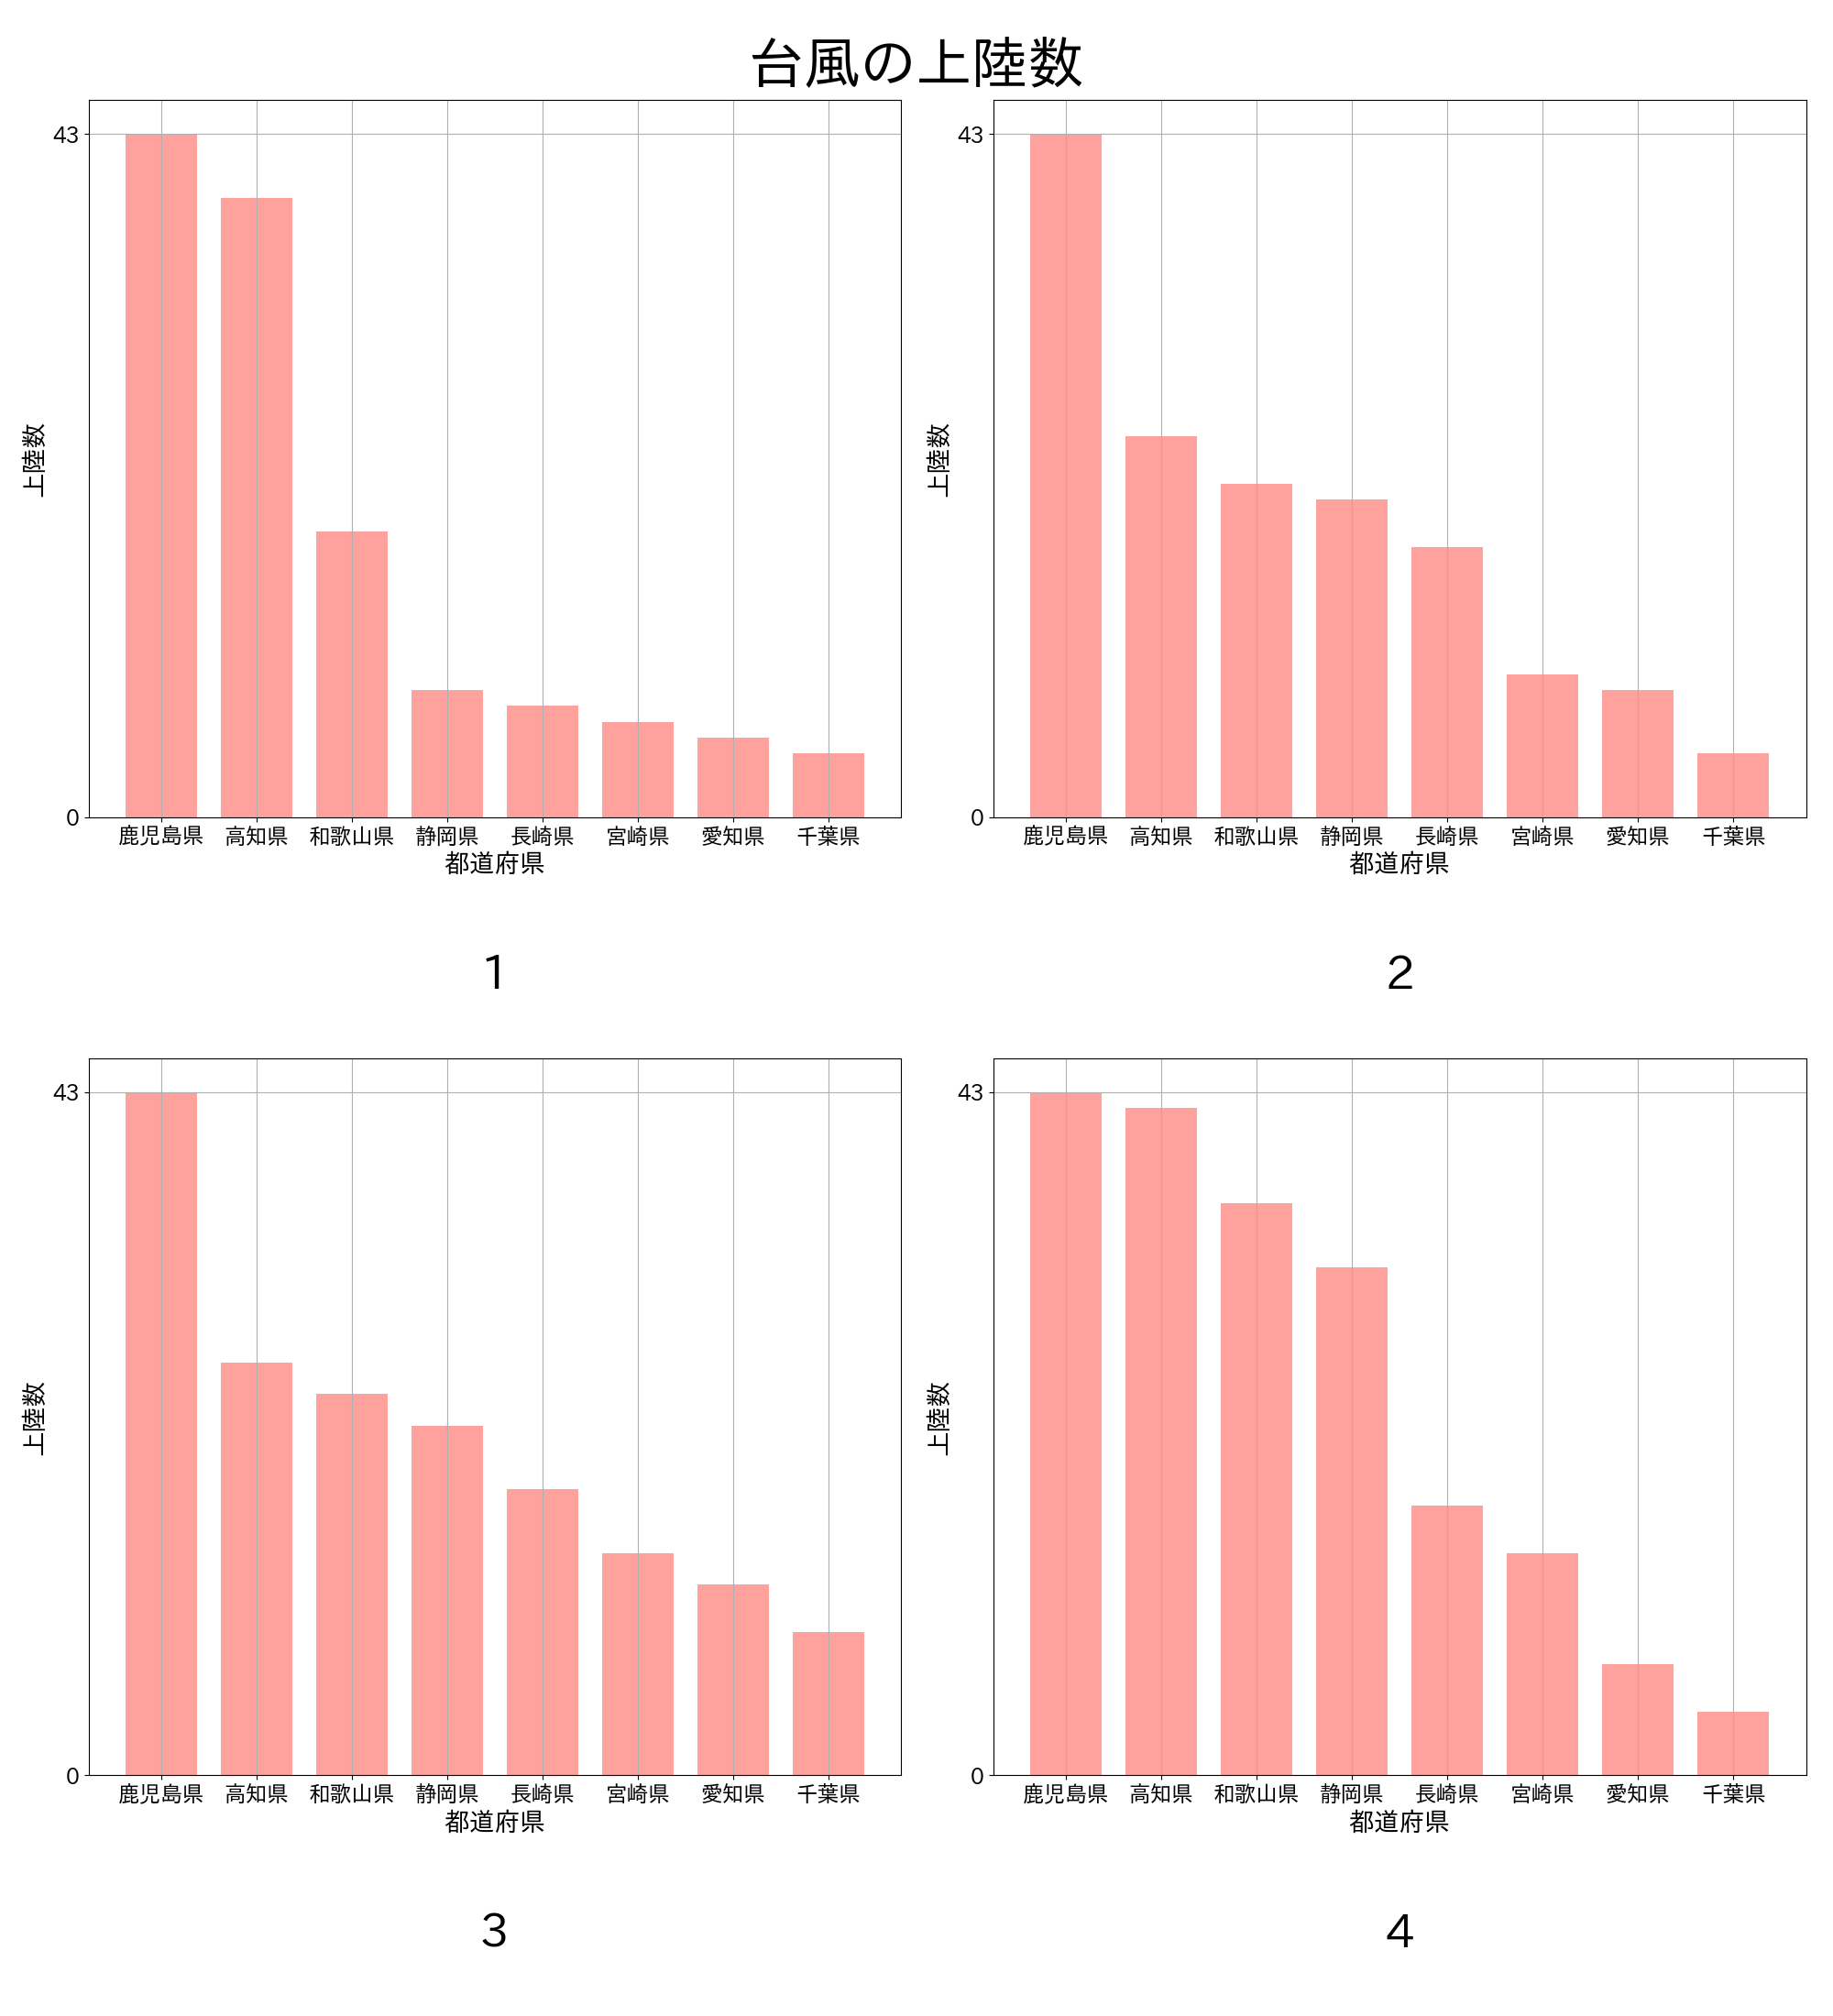 台風の上陸数
43
上陸数
0
鹿児島県 高知県 和歌山県 静岡県 長崎県 宮崎県 愛知県 千葉県
都道府県
1
43
上陸数
0
鹿児島県 高知県 和歌山県 静岡県 長崎県 宮崎県 愛知県 千葉県
都道府県
2
43
上陸数
0
鹿児島県 高知県 和歌山県 静岡県 長崎県 宮崎県 愛知県 千葉県
都道府県
3
43
上陸数
0
鹿児島県 高知県 和歌山県 静岡県 長崎県 宮崎県 愛知県 千葉県
都道府県
4